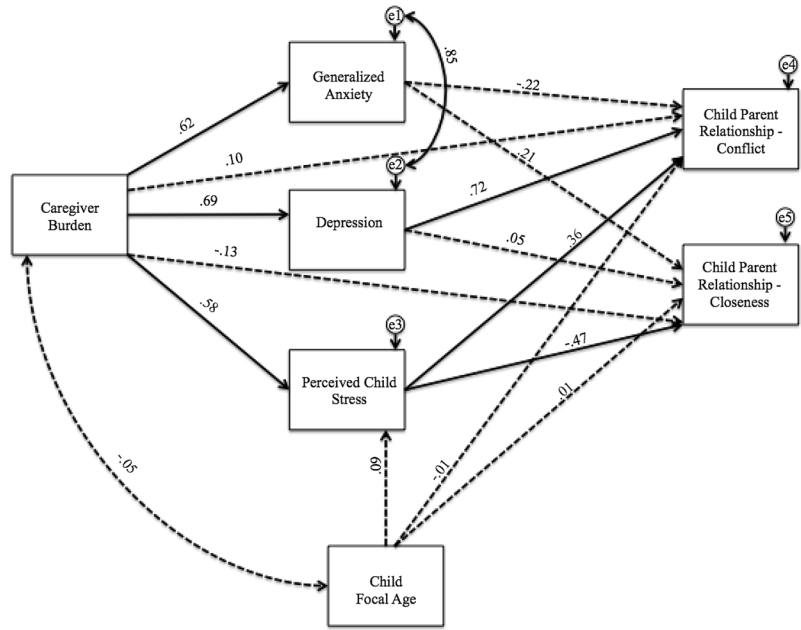 e1
Generalized
Anxiety
.85
e4
-.22
Child Parent
Relationship -
Conflict
.62
.10
.21
e2
.72
Caregiver
Burden
.69
Depression
e5
.05
.36
-.13
Child Parent
Relationship -
Closeness
.58
e3
-.47
Perceived Child
Stress
.01
-.05
.09
-.01
Child
Focal Age